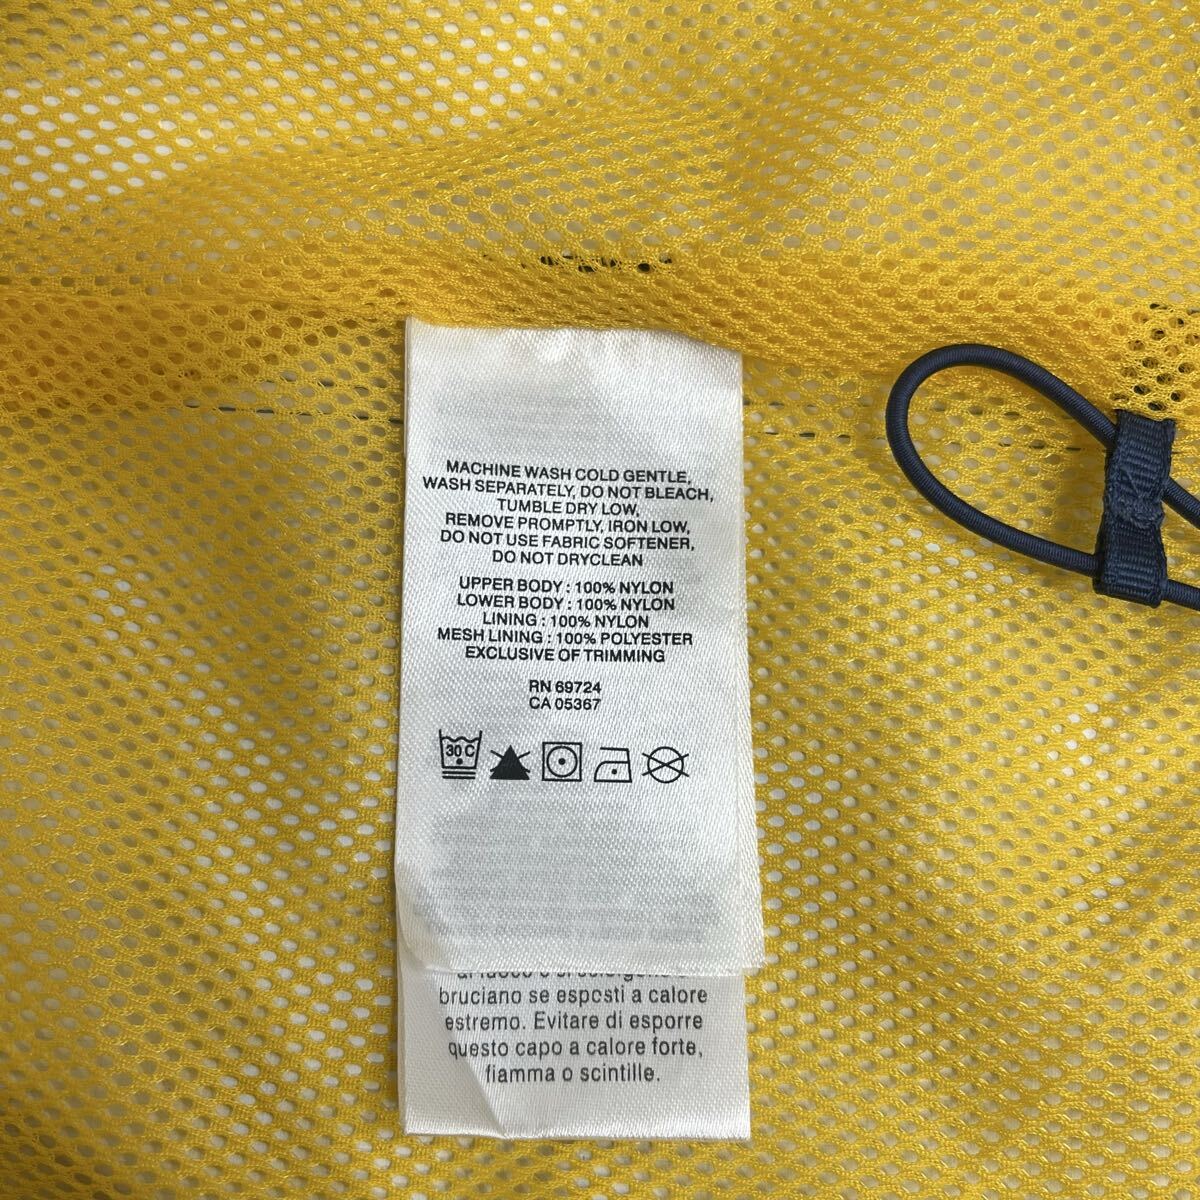 MACHINE WASH COLD GENTLE,
WASH SEPARATELY, DO NOT BLEACH,
TUMBLE DRY LOW,
REMOVE PROMPTLY, IRON LOW,
DO NOT USE FABRIC SOFTENER,
DO NOT DRYCLEAN
UPPER BODY : 100% NYLON
LOWER BODY : 100% NYLON
LINING : 100% NYLON
MESH LINING : 100% POLYESTER
EXCLUSIVE OF TRIMMING
RN 69724
CA 05367
30 C
bruciano se esposti a calore
estremo. Evitare di esporre
questo capo a calore forte,
fiamma o scintille.